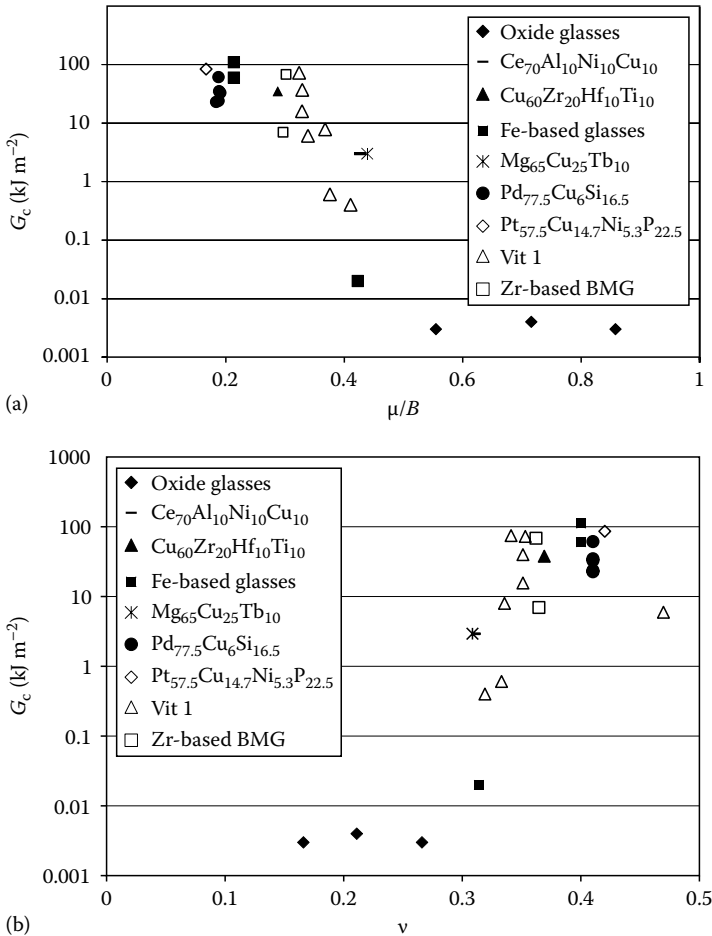 100
10
1
0.1
0.01
0.001
G_c (kJ m⁻²)
0 0.2 0.4 0.6 0.8 1
μ/B
(a)
Oxide glasses
Ce₇₀Al₁₀Ni₁₀Cu₁₀
Cu₆₀Zr₂₀Hf₁₀Ti₁₀
Fe-based glasses
Mg₆₅Cu₂₅Tb₁₀
Pd₇₇.₅Cu₆Si₁₆.₅
Pt₅₇.₅Cu₁₄.₇Ni₅.₃P₂₂.₅
Vit 1
Zr-based BMG
1000
100
10
1
0.1
0.01
0.001
G_c (kJ m⁻²)
0 0.1 0.2 0.3 0.4 0.5
ν
(b)
Oxide glasses
Ce₇₀Al₁₀Ni₁₀Cu₁₀
Cu₆₀Zr₂₀Hf₁₀Ti₁₀
Fe-based glasses
Mg₆₅Cu₂₅Tb₁₀
Pd₇₇.₅Cu₆Si₁₆.₅
Pt₅₇.₅Cu₁₄.₇Ni₅.₃P₂₂.₅
Vit 1
Zr-based BMG